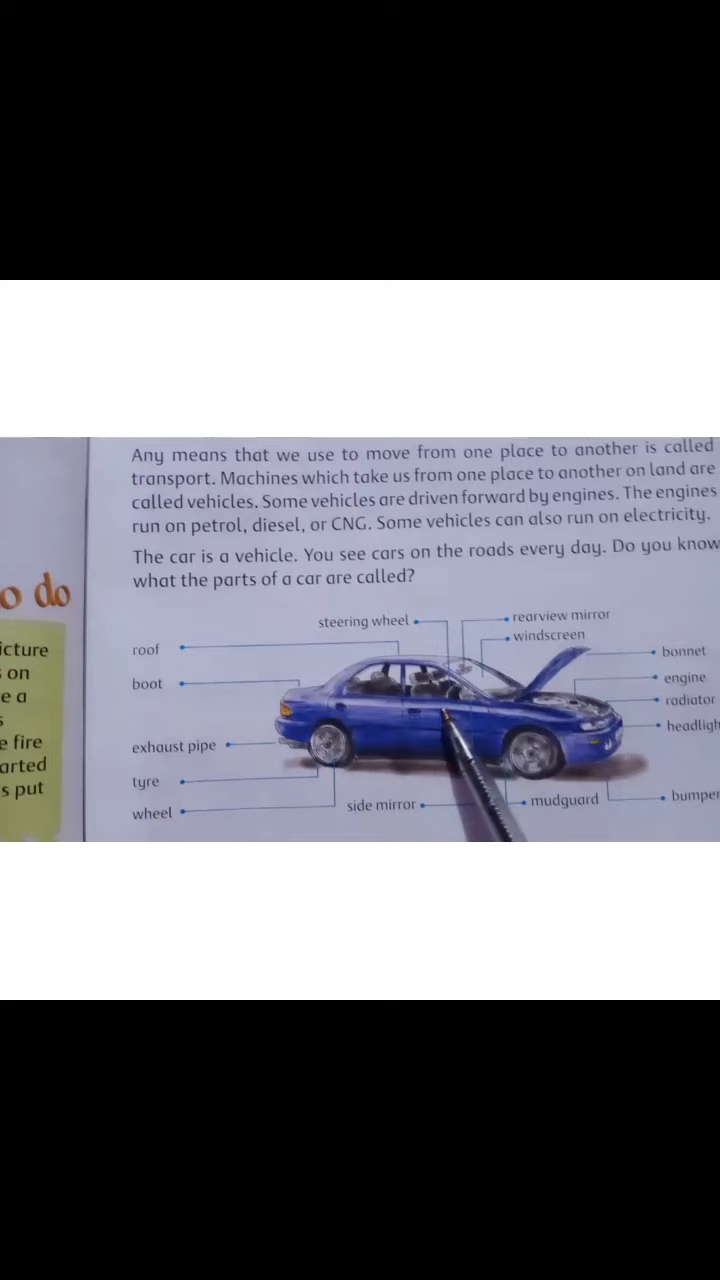 Any means that we use to move from one place to another is called
transport. Machines which take us from one place to another on land are
called vehicles. Some vehicles are driven forward by engines. The engines
run on petrol, diesel, or CNG. Some vehicles can also run on electricity.
The car is a vehicle. You see cars on the roads every day. Do you know
what the parts of a car are called?
o do
icture
s on
e a
s
e fire
arted
s put
steering wheel
rearview mirror
windscreen
roof
bonnet
boot
engine
radiator
headligh
exhaust pipe
tyre
wheel
side mirror
mudguard
bumper